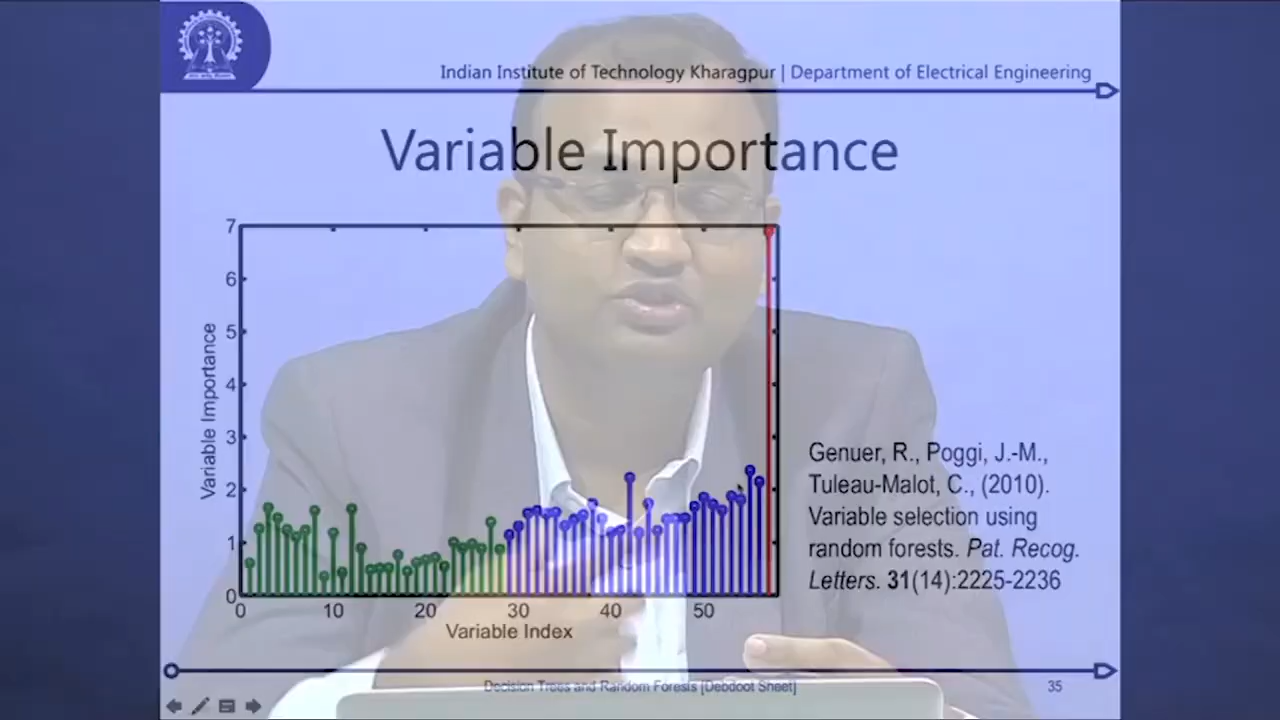 Indian Institute of Technology Kharagpur | Department of Electrical Engineering
Variable Importance
7
6
5
4
3
2
1
0
Variable Importance
0 10 20 30 40 50
Variable Index
Genuer, R., Poggi, J.-M.,
Tuleau-Malot, C., (2010).
Variable selection using
random forests. Pat. Recog.
Letters. 31(14):2225-2236
Decision Trees and Random Forests [Debdoot Sheet]
35